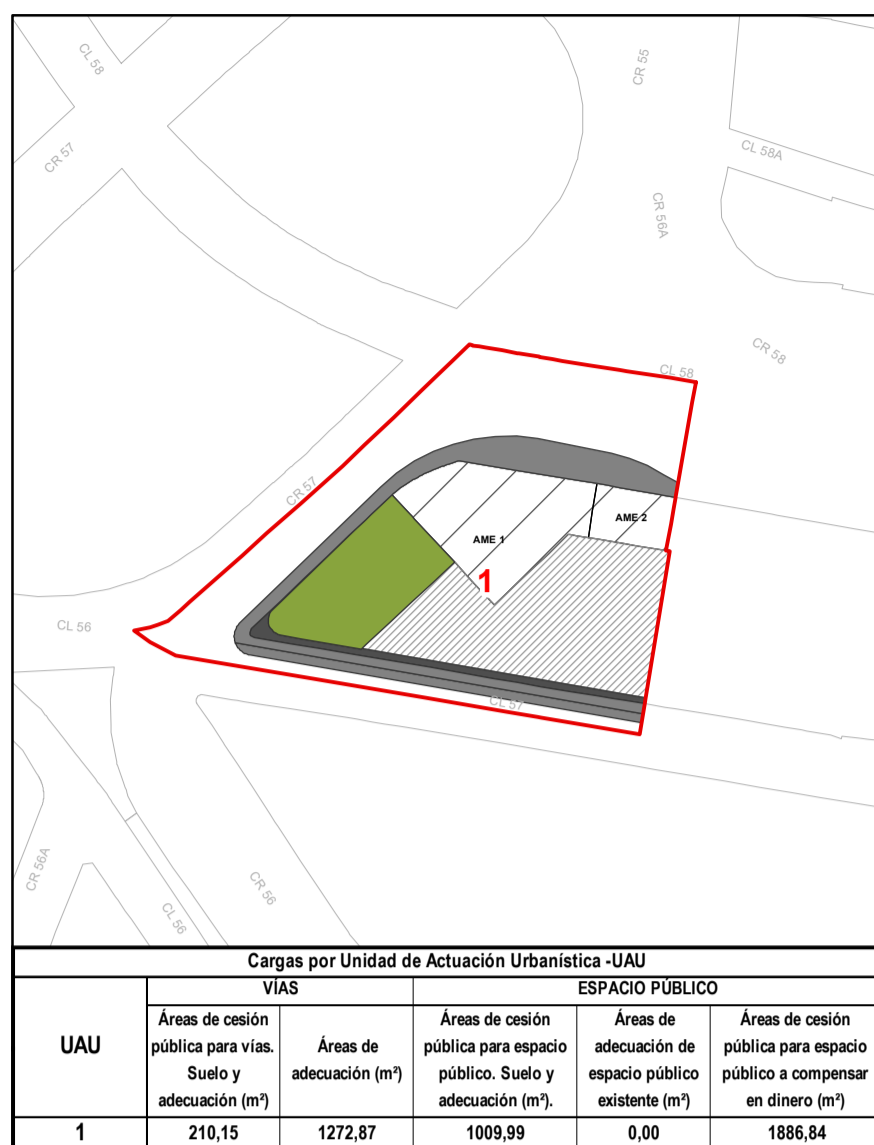 CL 58
CR 55
CR 57
CL 58A
CR 56A
CR 58
CL 58
CR 57
AME 2
AME 1
1
CL 56
CL 57
CR 56A
CR 56
CL 56
Cargas por Unidad de Actuación Urbanística -UAU
UAU
VÍAS
ESPACIO PÚBLICO
Áreas de cesión
pública para vías.
Suelo y
adecuación (m²)
Áreas de
adecuación (m²)
Áreas de cesión
pública para espacio
público. Suelo y
adecuación (m²).
Áreas de
adecuación de
espacio público
existente (m²)
Áreas de cesión
pública para espacio
público a compensar
en dinero (m²)
1
210,15
1272,87
1009,99
0,00
1886,84